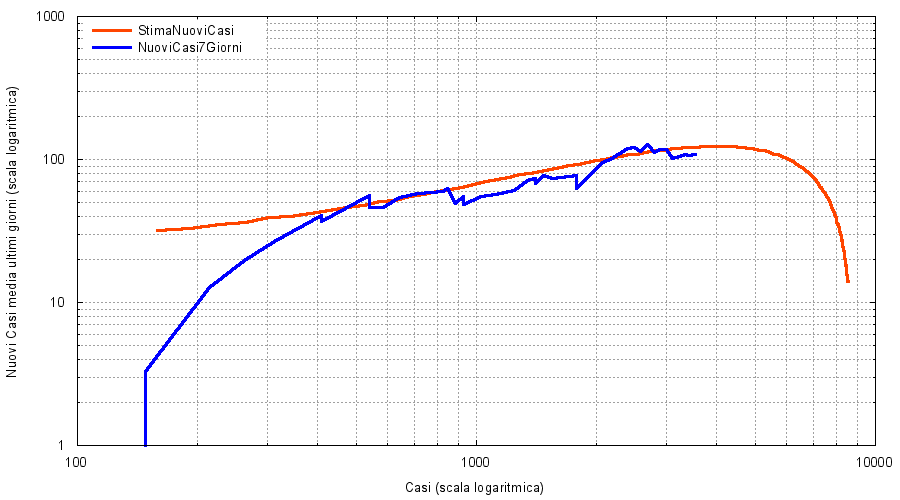 1000
StimaNuoviCasi
NuoviCasi7Giorni
100
10
1
100
1000
10000
Nuovi Casi media ultimi giorni (scala logaritmica)
Casi (scala logaritmica)